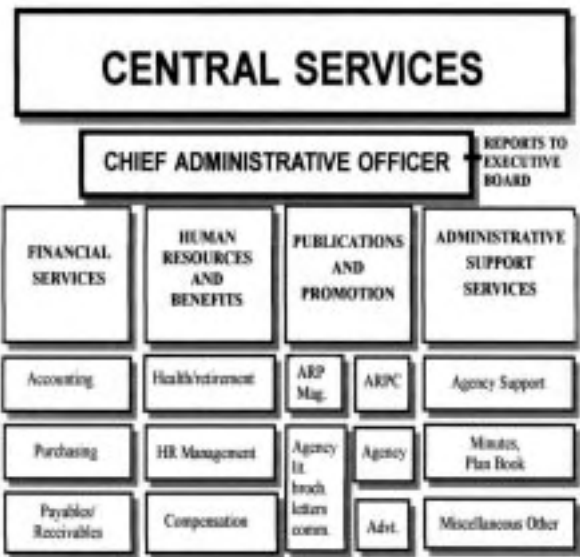 CENTRAL SERVICES
CHIEF ADMINISTRATIVE OFFICER
REPORTS TO
EXECUTIVE
BOARD
FINANCIAL
SERVICES
HUMAN
RESOURCES
AND
BENEFITS
PUBLICATIONS
AND
PROMOTION
ADMINISTRATIVE
SUPPORT
SERVICES
Accounting
Health/retirement
ARP
Mag.
ARPC
Agency Support
Purchasing
HR Management
Agency
lit.
broch.
letters
comm.
Agency
Minutes,
Plan Book
Payables/
Receivables
Compensation
Advt.
Miscellaneous Other